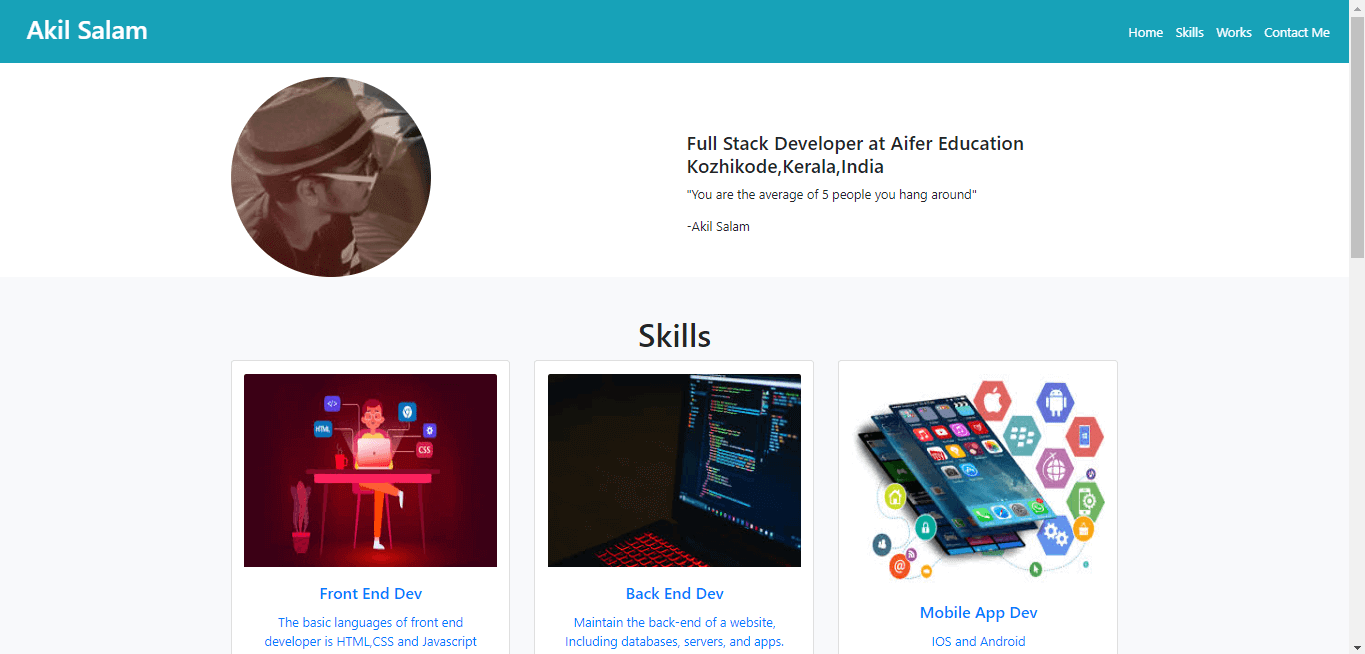 Akil Salam
Home Skills Works Contact Me
Full Stack Developer at Aifer Education
Kozhikode,Kerala,India
"You are the average of 5 people you hang around"
-Akil Salam
Skills
</>
HTML
CSS
Front End Dev
The basic languages of front end
developer is HTML,CSS and Javascript
Back End Dev
Maintain the back-end of a website,
Including databases, servers, and apps.
@
Mobile App Dev
IOS and Android